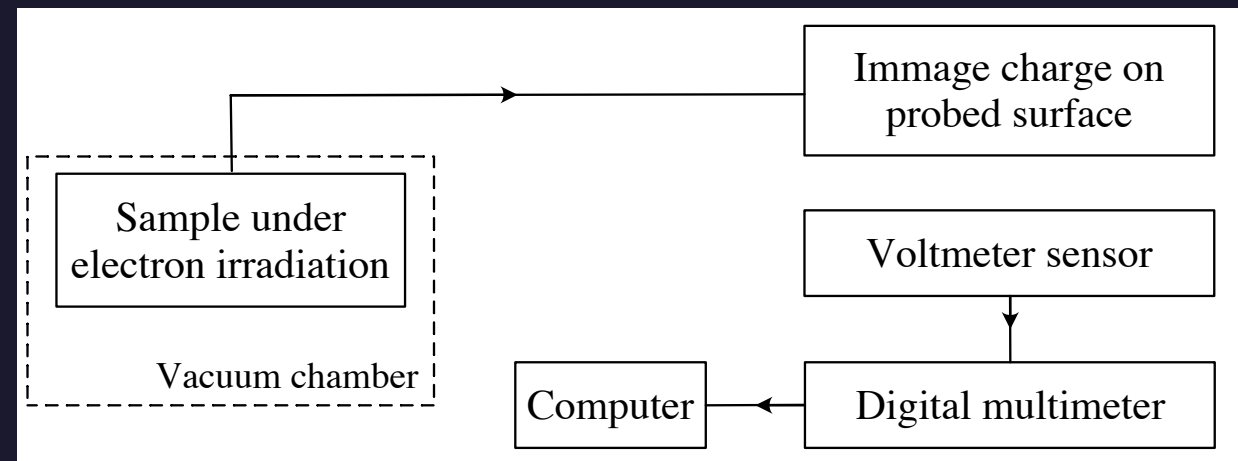 Immage charge on
probed surface
Sample under
electron irradiation
Vacuum chamber
Voltmeter sensor
Computer
Digital multimeter